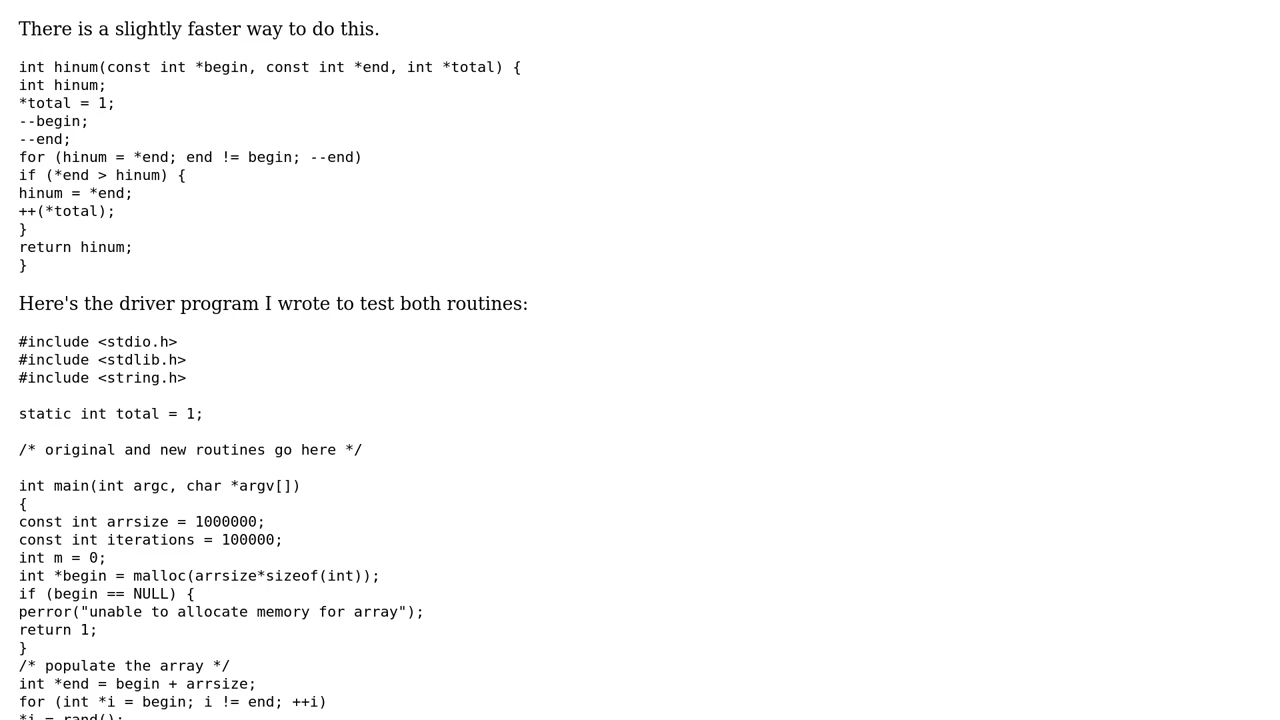 There is a slightly faster way to do this.
int hinum(const int *begin, const int *end, int *total) {
int hinum;
*total = 1;
--begin;
--end;
for (hinum = *end; end != begin; --end)
if (*end > hinum) {
hinum = *end;
++(*total);
}
return hinum;
}
Here's the driver program I wrote to test both routines:
#include <stdio.h>
#include <stdlib.h>
#include <string.h>
static int total = 1;
/* original and new routines go here */
int main(int argc, char *argv[])
{
const int arrsize = 1000000;
const int iterations = 100000;
int m = 0;
int *begin = malloc(arrsize*sizeof(int));
if (begin == NULL) {
perror("unable to allocate memory for array");
return 1;
}
/* populate the array */
int *end = begin + arrsize;
for (int *i = begin; i != end; ++i)
*i = rand();